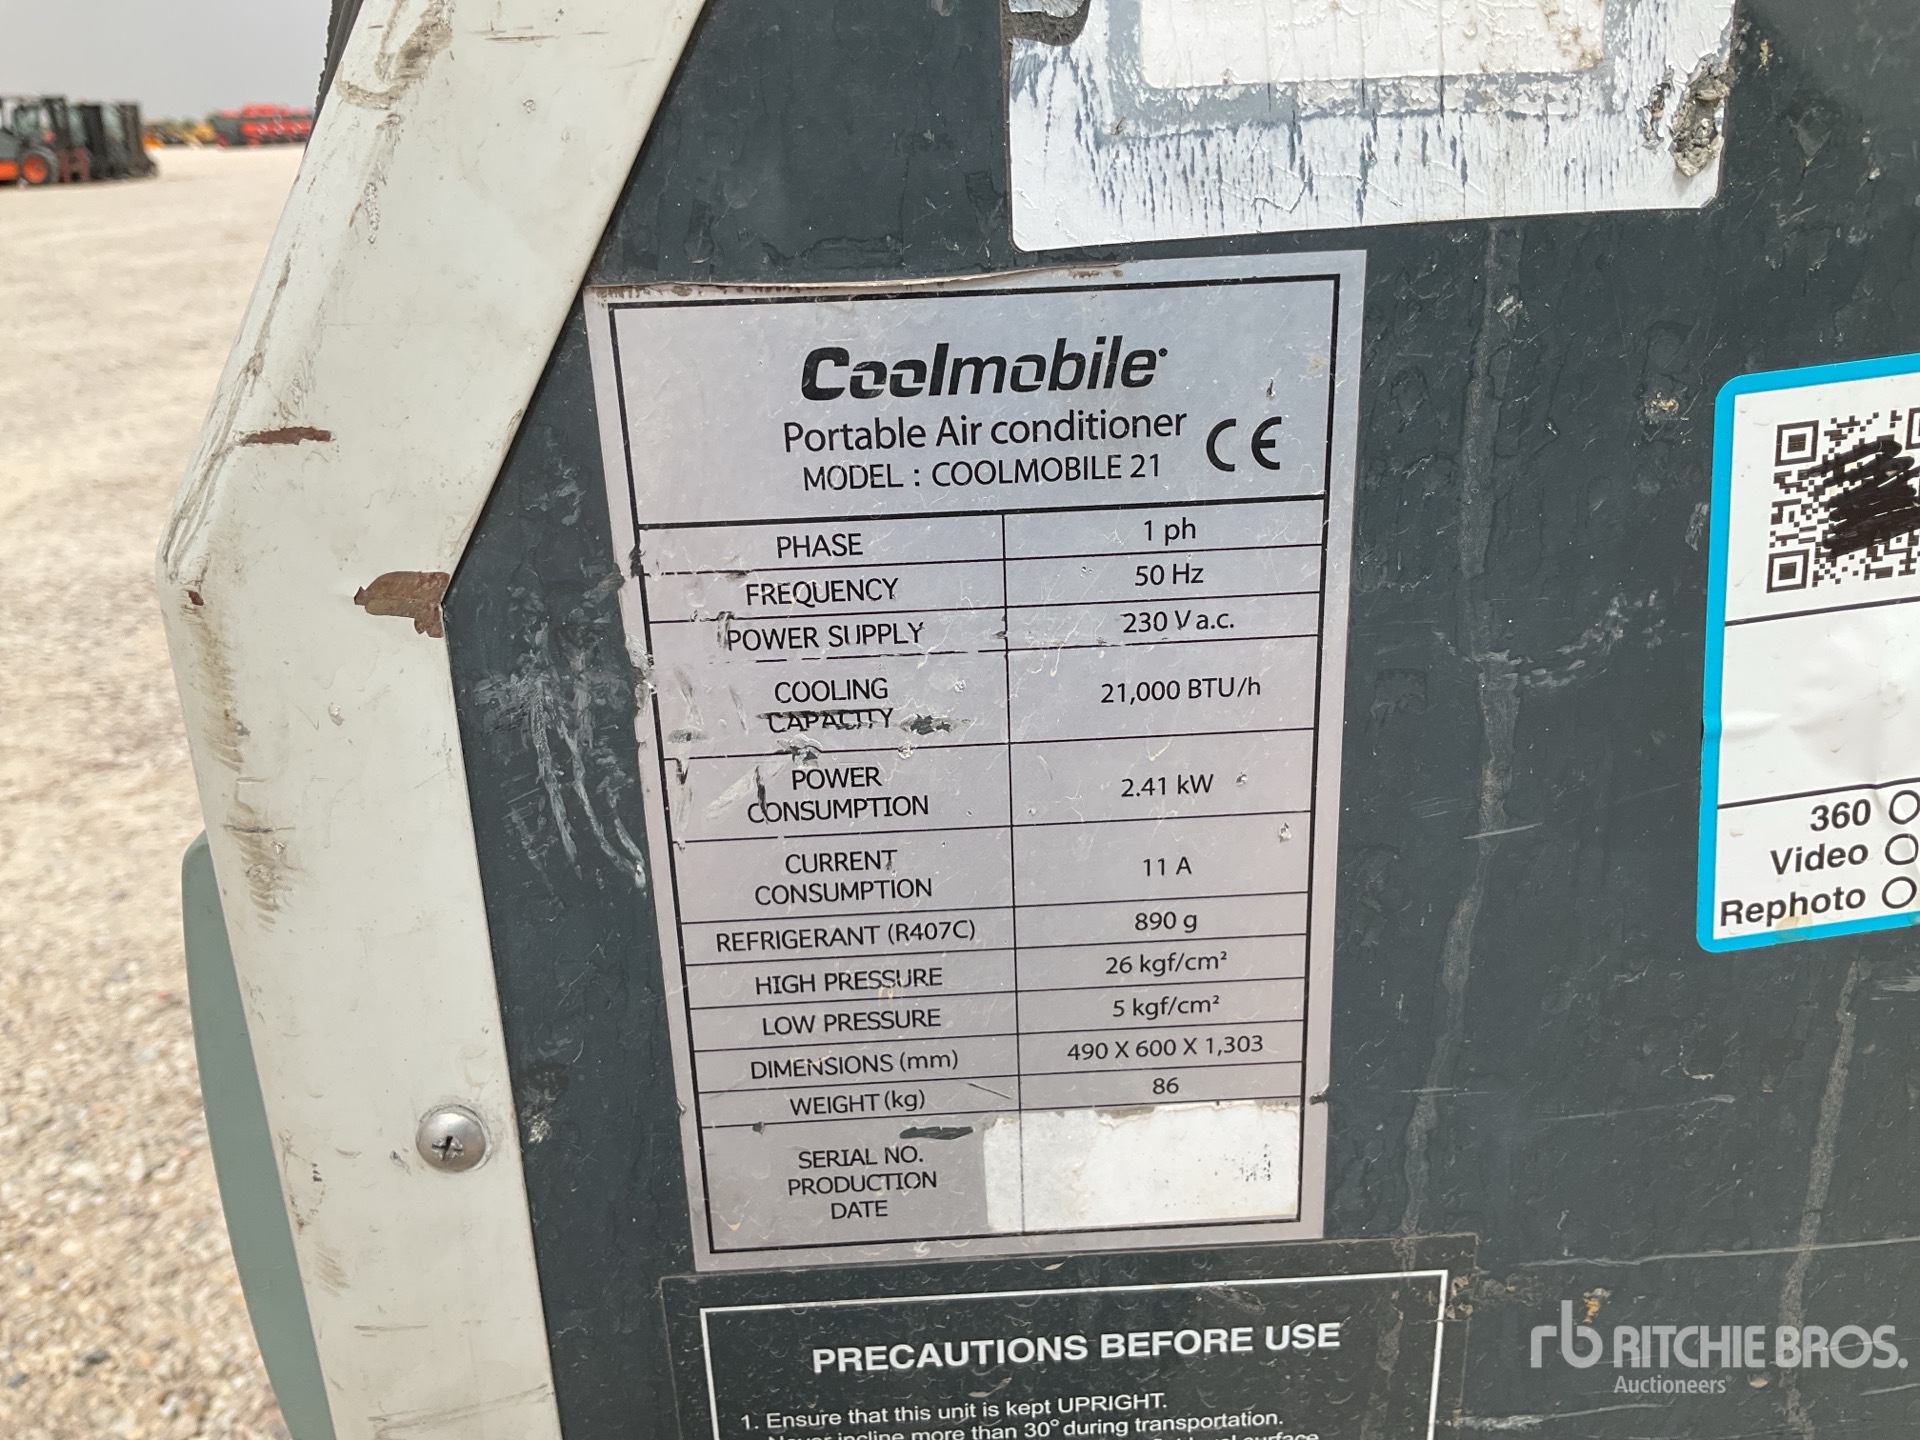 Coolmobile
Portable Air conditioner
MODEL : COOLMOBILE 21
CE
PHASE 1 ph
FREQUENCY 50 Hz
POWER SUPPLY 230 V a.c.
COOLING
CAPACITY
21,000 BTU/h
POWER
CONSUMPTION
2.41 kW
CURRENT
CONSUMPTION
11 A
REFRIGERANT (R407C) 890 g
HIGH PRESSURE 26 kgf/cm²
LOW PRESSURE 5 kgf/cm²
DIMENSIONS (mm) 490 X 600 X 1,303
WEIGHT (kg) 86
SERIAL NO.
PRODUCTION
DATE
360
Video
Rephoto
PRECAUTIONS BEFORE USE
1. Ensure that this unit is kept UPRIGHT.
Never incline more than 30° during transportation.
surface
rb RITCHIE BROS.
Auctioneers